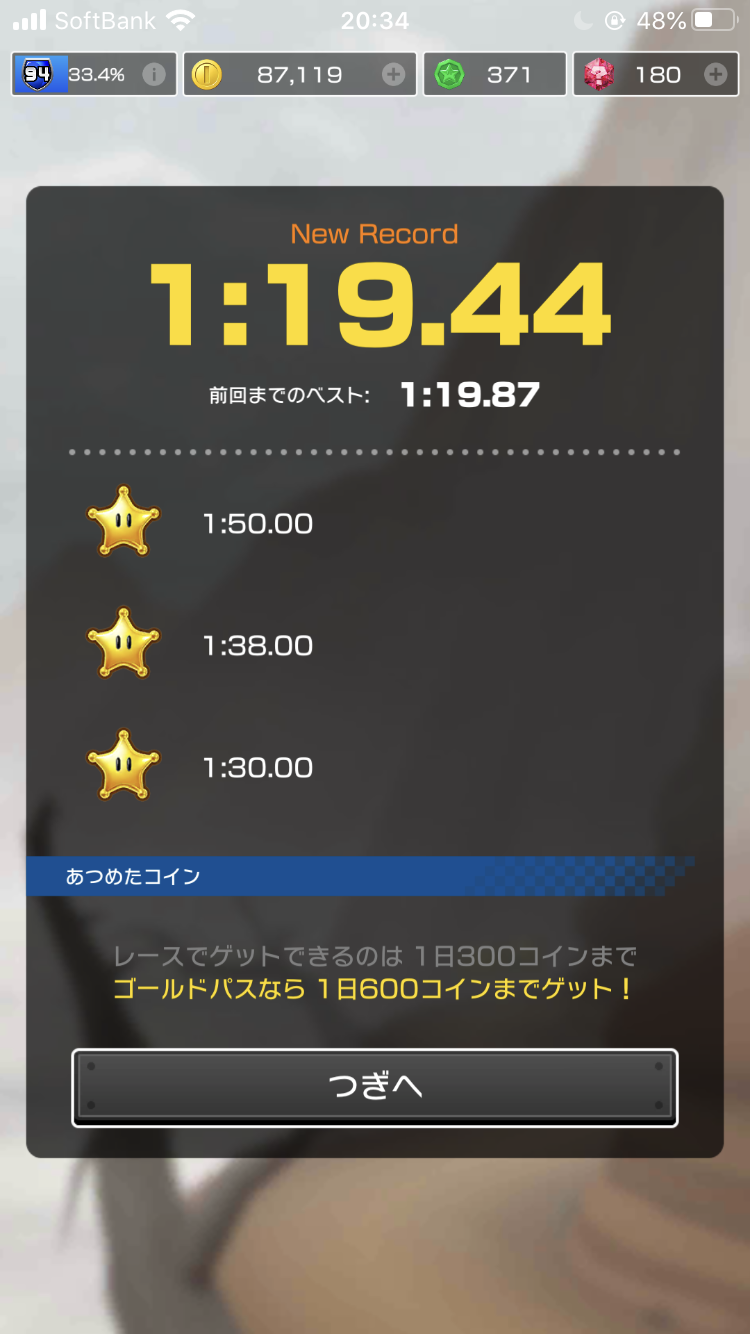 SoftBank 20:34 48%
94 33.4% 87,119 371 180
New Record
1:19.44
前回までのベスト: 1:19.87
1:50.00
1:38.00
1:30.00
あつめたコイン
レースでゲットできるのは 1日300コインまで
ゴールドパスなら 1日600コインまでゲット！
つぎへ